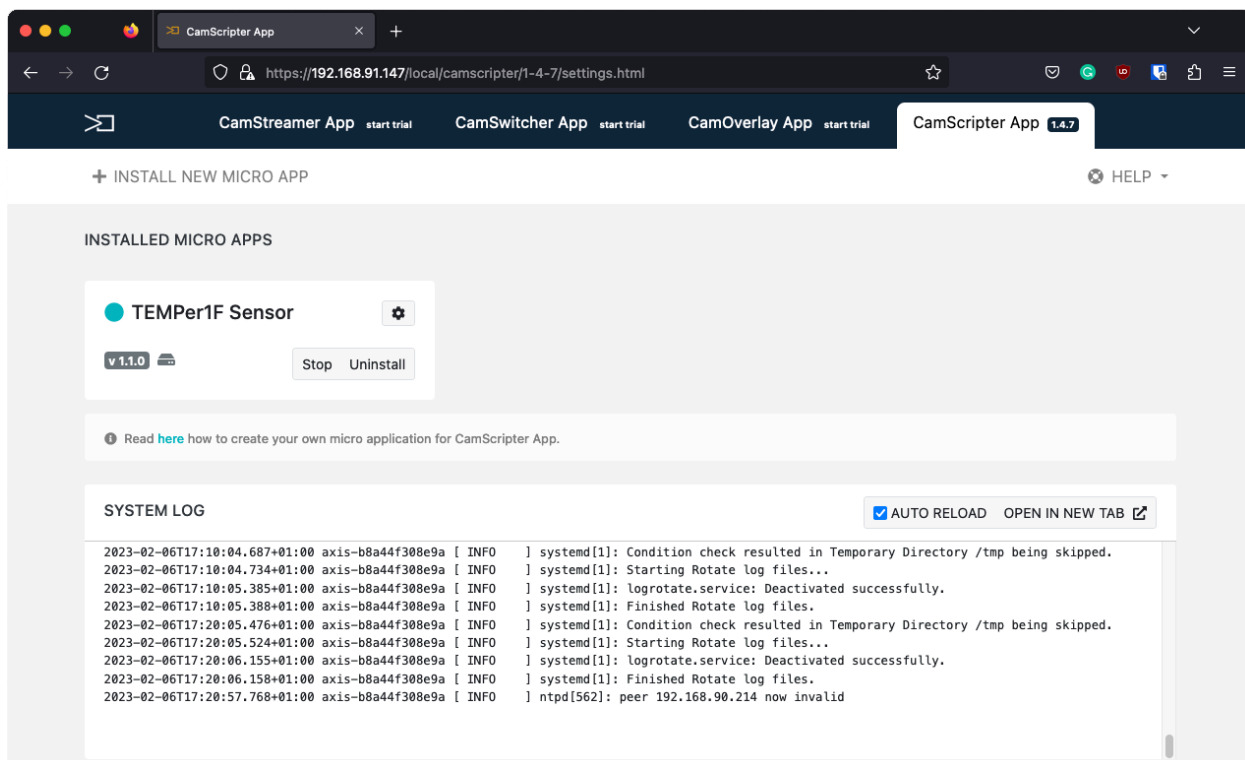 CamScripter App
https://192.168.91.147/local/camscripter/1-4-7/settings.html
CamStreamer App start trial CamSwitcher App start trial CamOverlay App start trial CamScripter App 1.4.7
INSTALL NEW MICRO APP HELP
INSTALLED MICRO APPS
TEMPer1F Sensor
v 1.1.0 Stop Uninstall
Read here how to create your own micro application for CamScripter App.
SYSTEM LOG AUTO RELOAD OPEN IN NEW TAB
2023-02-06T17:10:04.687+01:00 axis-b8a44f308e9a [ INFO    ] systemd[1]: Condition check resulted in Temporary Directory /tmp being skipped.
2023-02-06T17:10:04.734+01:00 axis-b8a44f308e9a [ INFO    ] systemd[1]: Starting Rotate log files...
2023-02-06T17:10:05.385+01:00 axis-b8a44f308e9a [ INFO    ] systemd[1]: logrotate.service: Deactivated successfully.
2023-02-06T17:10:05.388+01:00 axis-b8a44f308e9a [ INFO    ] systemd[1]: Finished Rotate log files.
2023-02-06T17:20:05.476+01:00 axis-b8a44f308e9a [ INFO    ] systemd[1]: Condition check resulted in Temporary Directory /tmp being skipped.
2023-02-06T17:20:05.524+01:00 axis-b8a44f308e9a [ INFO    ] systemd[1]: Starting Rotate log files...
2023-02-06T17:20:06.155+01:00 axis-b8a44f308e9a [ INFO    ] systemd[1]: logrotate.service: Deactivated successfully.
2023-02-06T17:20:06.158+01:00 axis-b8a44f308e9a [ INFO    ] systemd[1]: Finished Rotate log files.
2023-02-06T17:20:57.768+01:00 axis-b8a44f308e9a [ INFO    ] ntpd[562]: peer 192.168.90.214 now invalid